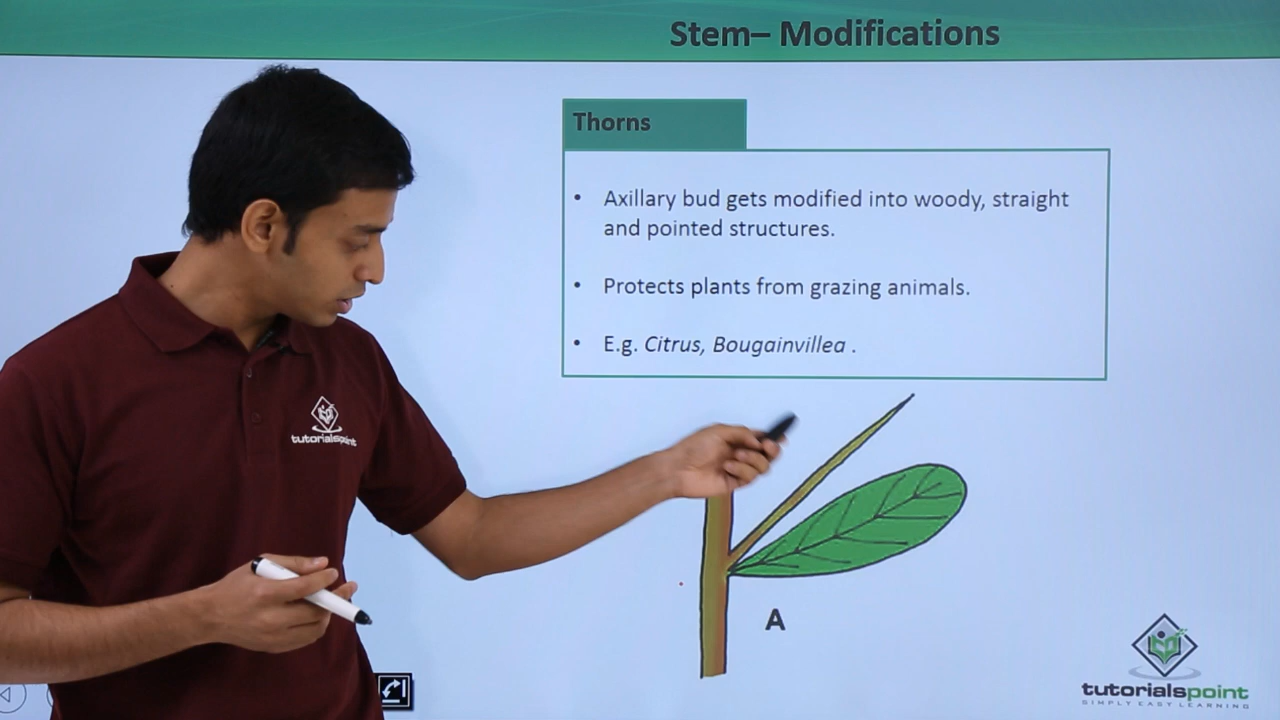 Stem– Modifications
Thorns
• Axillary bud gets modified into woody, straight
and pointed structures.
• Protects plants from grazing animals.
• E.g. Citrus, Bougainvillea .
tutorialspoint
A
tutorialspoint
SIMPLY EASY LEARNING